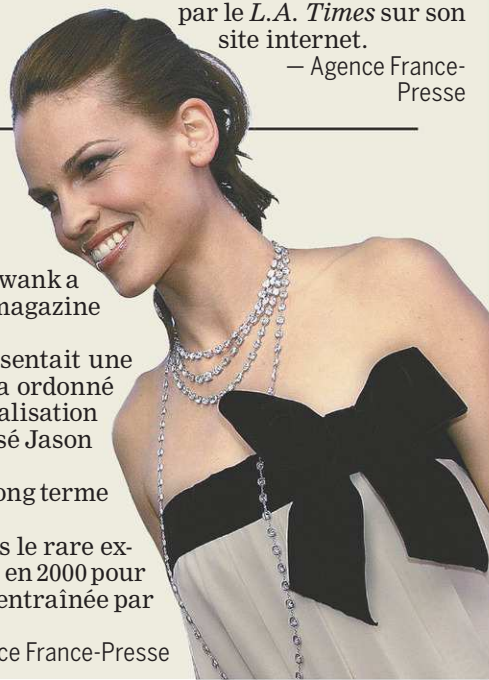 par le L.A. Times sur son
site internet.
— Agence France-
Presse
wank a
magazine
sentait une
a ordonné
alisation
sé Jason
ong terme
s le rare ex-
en 2000 pour
entraînée par
ce France-Presse